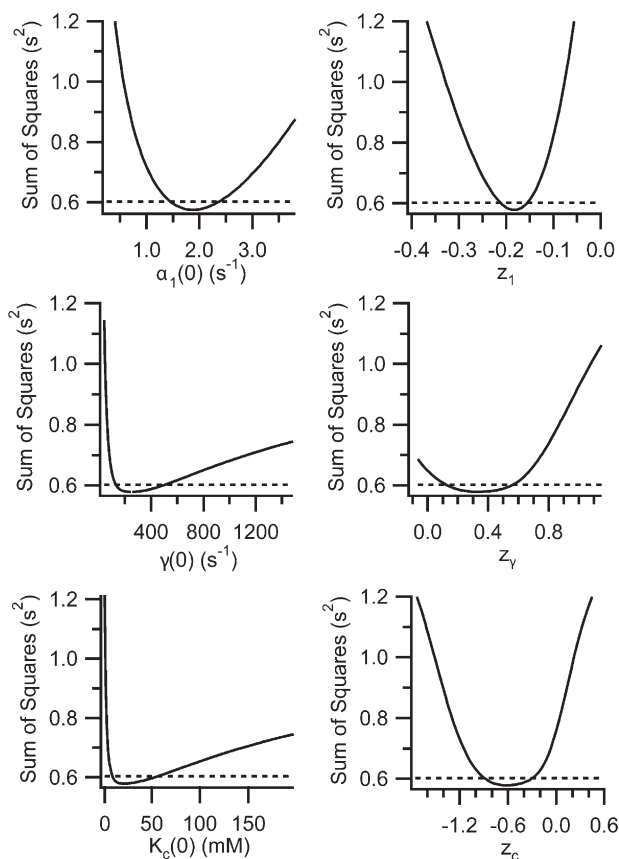 1.2
1.0
0.8
0.6
Sum of Squares (s²)
1.0 2.0 3.0
α₁(0) (s⁻¹)
1.2
1.0
0.8
0.6
Sum of Squares (s²)
-0.4 -0.3 -0.2 -0.1 0.0
z₁
1.2
1.0
0.8
0.6
Sum of Squares (s²)
400 800 1200
γ(0) (s⁻¹)
1.2
1.0
0.8
0.6
Sum of Squares (s²)
0.0 0.4 0.8
zᵧ
1.2
1.0
0.8
0.6
Sum of Squares (s²)
0 50 100 150
K_c(0) (mM)
1.2
1.0
0.8
0.6
Sum of Squares (s²)
-1.2 -0.6 0.0 0.6
z_c